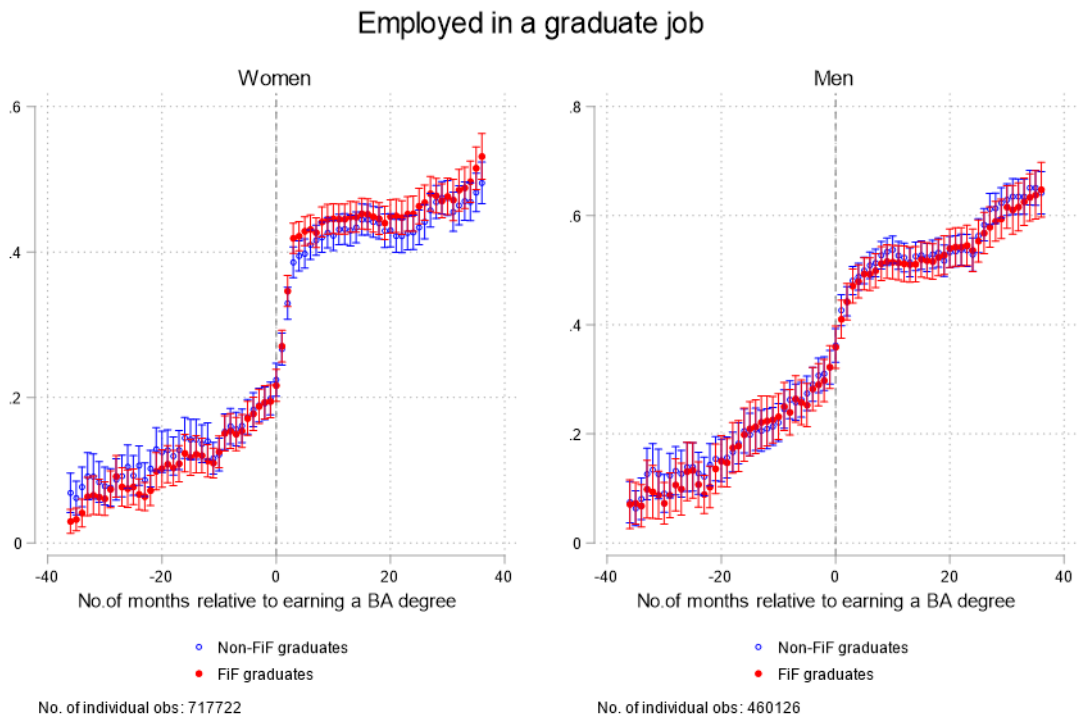 Employed in a graduate job
Women
.6
.4
.2
0
-40 -20 0 20 40
No.of months relative to earning a BA degree
Non-FiF graduates
FiF graduates
No. of individual obs: 717722
Men
.8
.6
.4
.2
0
-40 -20 0 20 40
No.of months relative to earning a BA degree
Non-FiF graduates
FiF graduates
No. of individual obs: 460126